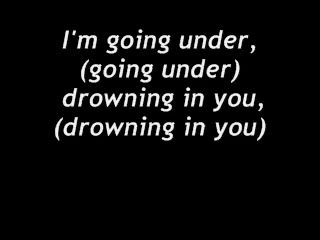 I'm going under,
(going under)
drowning in you,
(drowning in you)